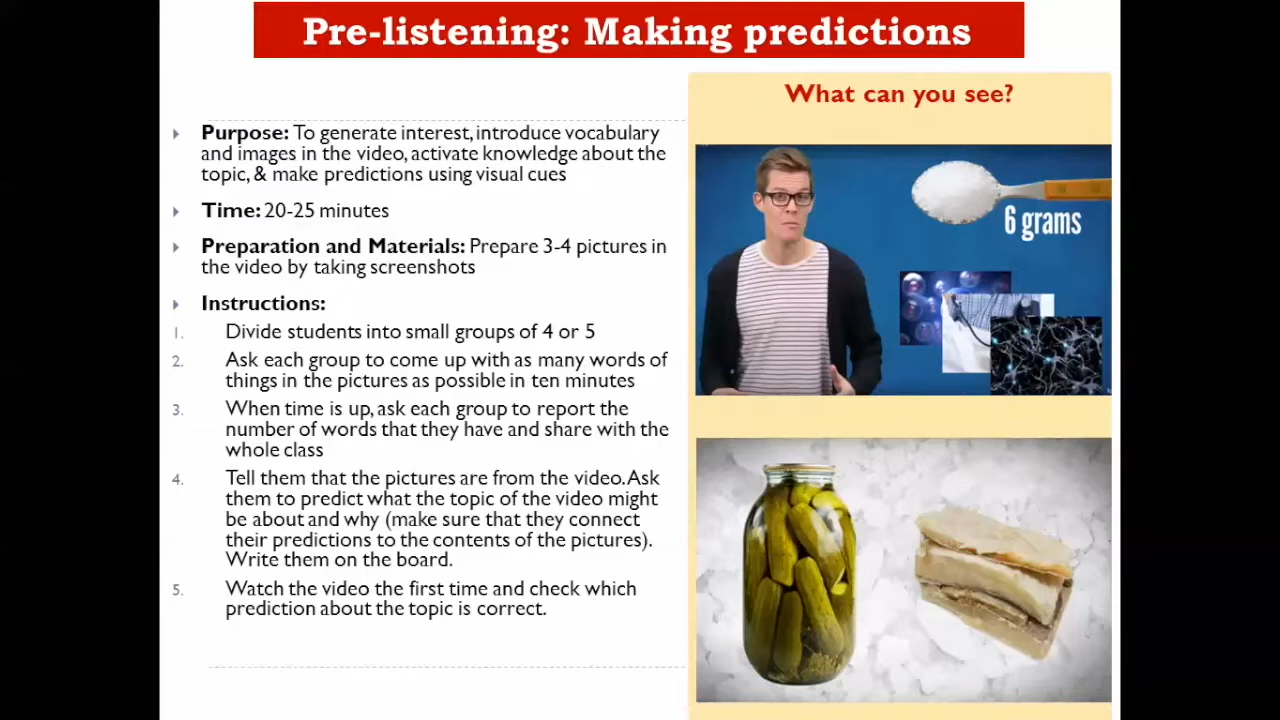 Pre-listening: Making predictions
Purpose: To generate interest, introduce vocabulary
and images in the video, activate knowledge about the
topic, & make predictions using visual cues
Time: 20-25 minutes
Preparation and Materials: Prepare 3-4 pictures in
the video by taking screenshots
Instructions:
1. Divide students into small groups of 4 or 5
2. Ask each group to come up with as many words of
things in the pictures as possible in ten minutes
3. When time is up, ask each group to report the
number of words that they have and share with the
whole class
4. Tell them that the pictures are from the video. Ask
them to predict what the topic of the video might
be about and why (make sure that they connect
their predictions to the contents of the pictures).
Write them on the board.
5. Watch the video the first time and check which
prediction about the topic is correct.
What can you see?
6 grams